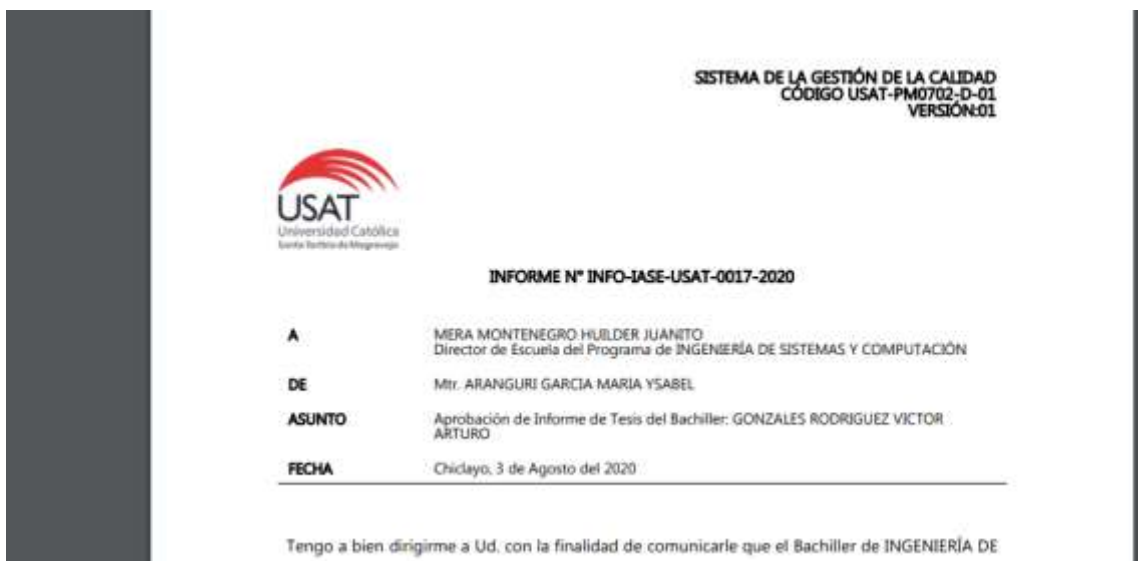 SISTEMA DE LA GESTIÓN DE LA CALIDAD
CÓDIGO USAT-PM0702-D-01
VERSIÓN:01
USAT
Universidad Católica
Santo Toribio de Mogrovejo
INFORME N° INFO-IASE-USAT-0017-2020
A MERA MONTENEGRO HUILDER JUANITO
Director de Escuela del Programa de INGENIERÍA DE SISTEMAS Y COMPUTACIÓN
DE Mtr. ARANGURI GARCIA MARIA YSABEL
ASUNTO Aprobación de Informe de Tesis del Bachiller: GONZALES RODRIGUEZ VICTOR
ARTURO
FECHA Chiclayo, 3 de Agosto del 2020
Tengo a bien dirigirme a Ud. con la finalidad de comunicarle que el Bachiller de INGENIERÍA DE